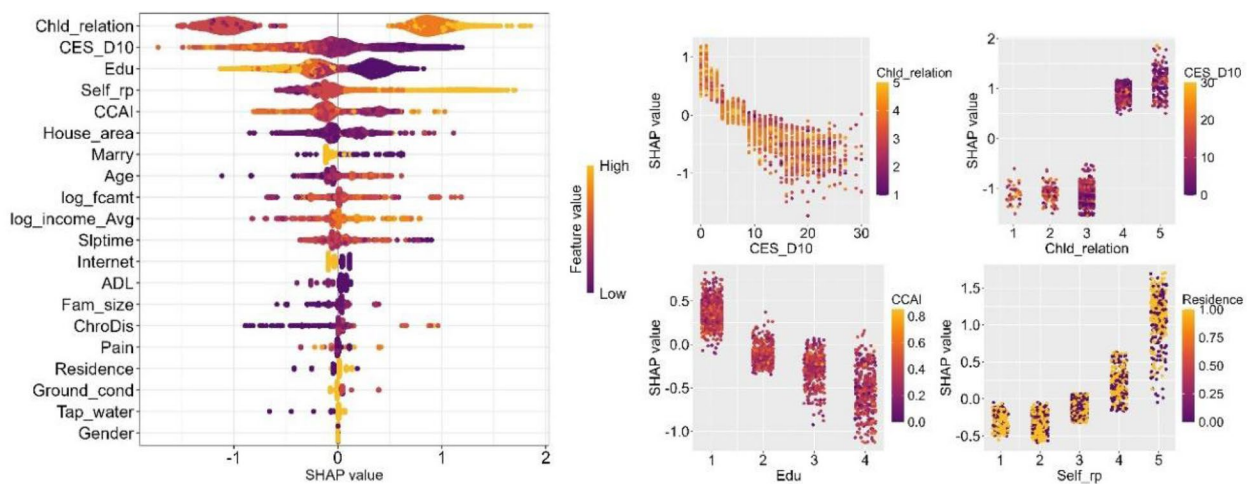 Chld_relation
CES_D10
Edu
Self_rp
CCAI
House_area
Marry
Age
log_fcamt
log_income_Avg
Slptime
Internet
ADL
Fam_size
ChroDis
Pain
Residence
Ground_cond
Tap_water
Gender
-1 0 1 2
SHAP value
High
Feature value
Low
1
0
-1
SHAP value
0 5 10 15 20 25 30
CES_D10
Chld_relation
5
4
3
2
1
2
1
0
-1
SHAP value
1 2 3 4 5
Chld_relation
CES_D10
30
20
10
0
0.5
0.0
-0.5
-1.0
SHAP value
1 2 3 4
Edu
CCAI
0.8
0.6
0.4
0.2
0.0
1.5
1.0
0.5
0.0
-0.5
SHAP value
1 2 3 4 5
Self_rp
Residence
1.00
0.75
0.50
0.25
0.00